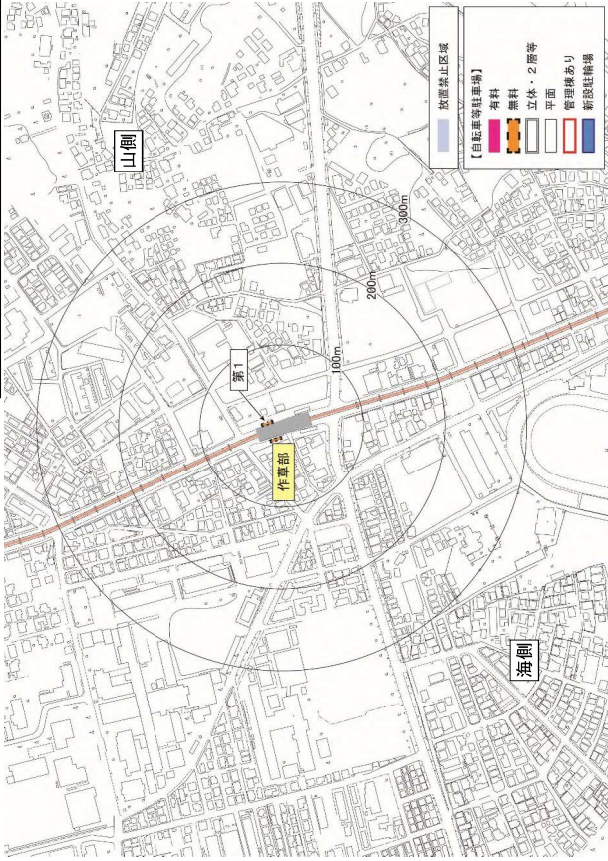 山側
第1
作草部
100m
200m
300m
海側
放置禁止区域
【自転車等駐車場】
有料
無料
立体・2層等
平面
管理棟あり
新設駐輪場